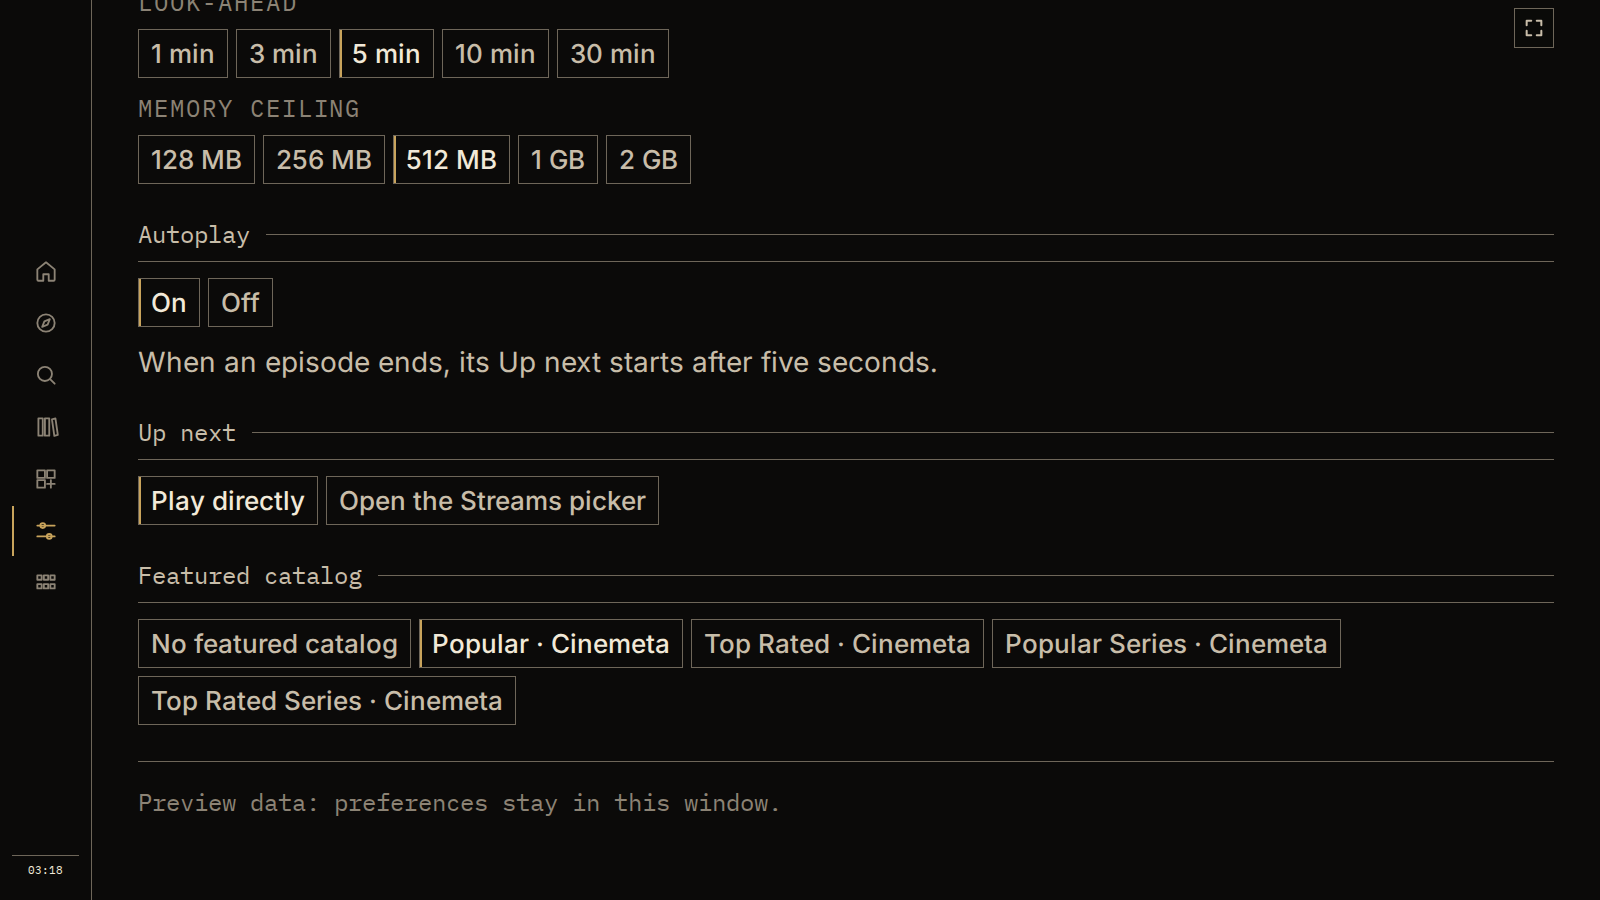 LOOK-AHEAD
1 min 3 min 5 min 10 min 30 min
MEMORY CEILING
128 MB 256 MB 512 MB 1 GB 2 GB
Autoplay
On Off
When an episode ends, its Up next starts after five seconds.
Up next
Play directly Open the Streams picker
Featured catalog
No featured catalog Popular · Cinemeta Top Rated · Cinemeta Popular Series · Cinemeta
Top Rated Series · Cinemeta
Preview data: preferences stay in this window.
03:18